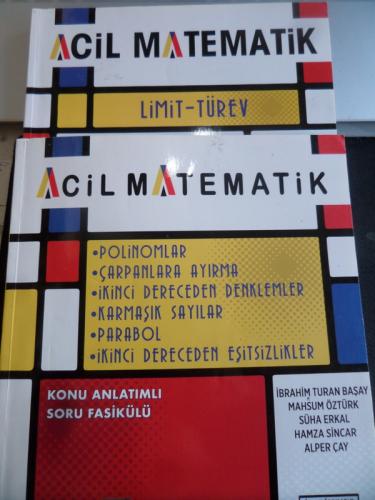 ACİL MATEMATİK
LİMİT-TÜREV
ACİL MATEMATİK
•POLİNOMLAR
•ÇARPANLARA AYIRMA
•İKİNCİ DERECEDEN DENKLEMLER
•KARMAŞIK SAYILAR
•PARABOL
•İKİNCİ DERECEDEN EŞİTSİZLİKLER
KONU ANLATIMLI
SORU FASİKÜLÜ
İBRAHİM TURAN BAŞAY
MAHSUM ÖZTÜRK
SÜHA ERKAL
HAMZA SİNCAR
ALPER ÇAY